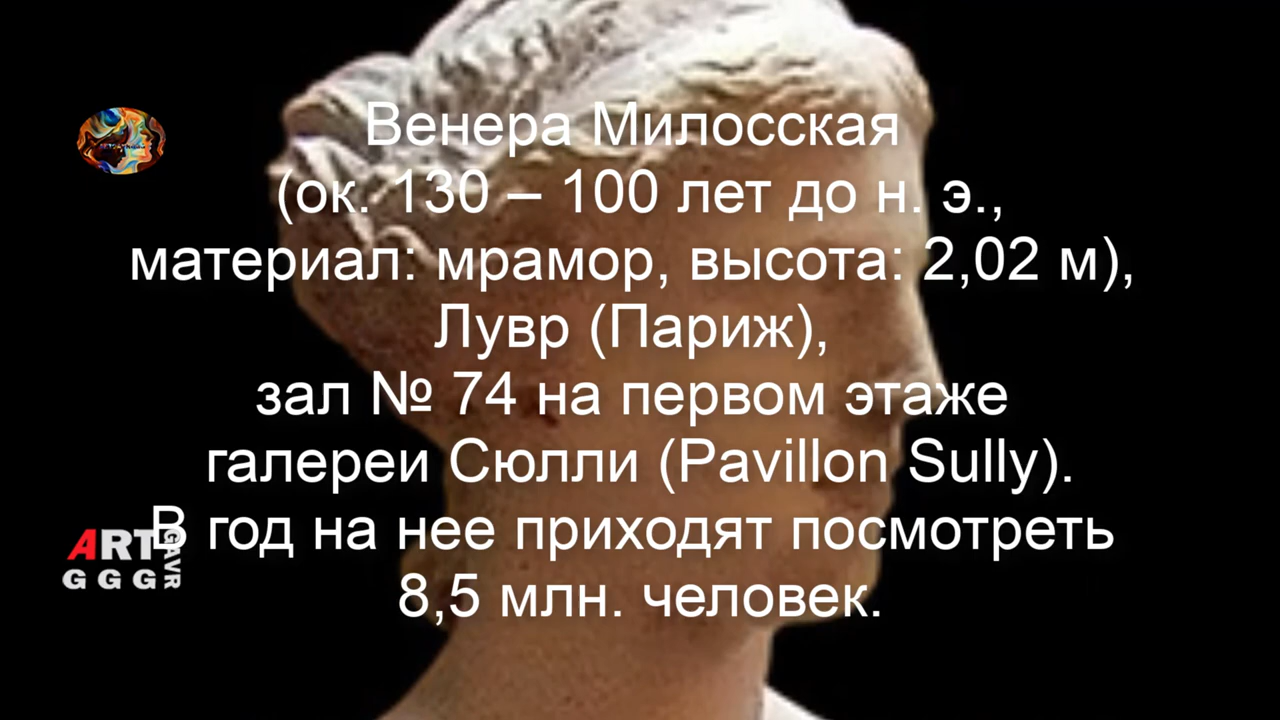 Венера Милосская
(ок. 130 – 100 лет до н. э.,
материал: мрамор, высота: 2,02 м),
Лувр (Париж),
зал № 74 на первом этаже
галереи Сюлли (Pavillon Sully).
В год на нее приходят посмотреть
8,5 млн. человек.
ART GAVR
GGG